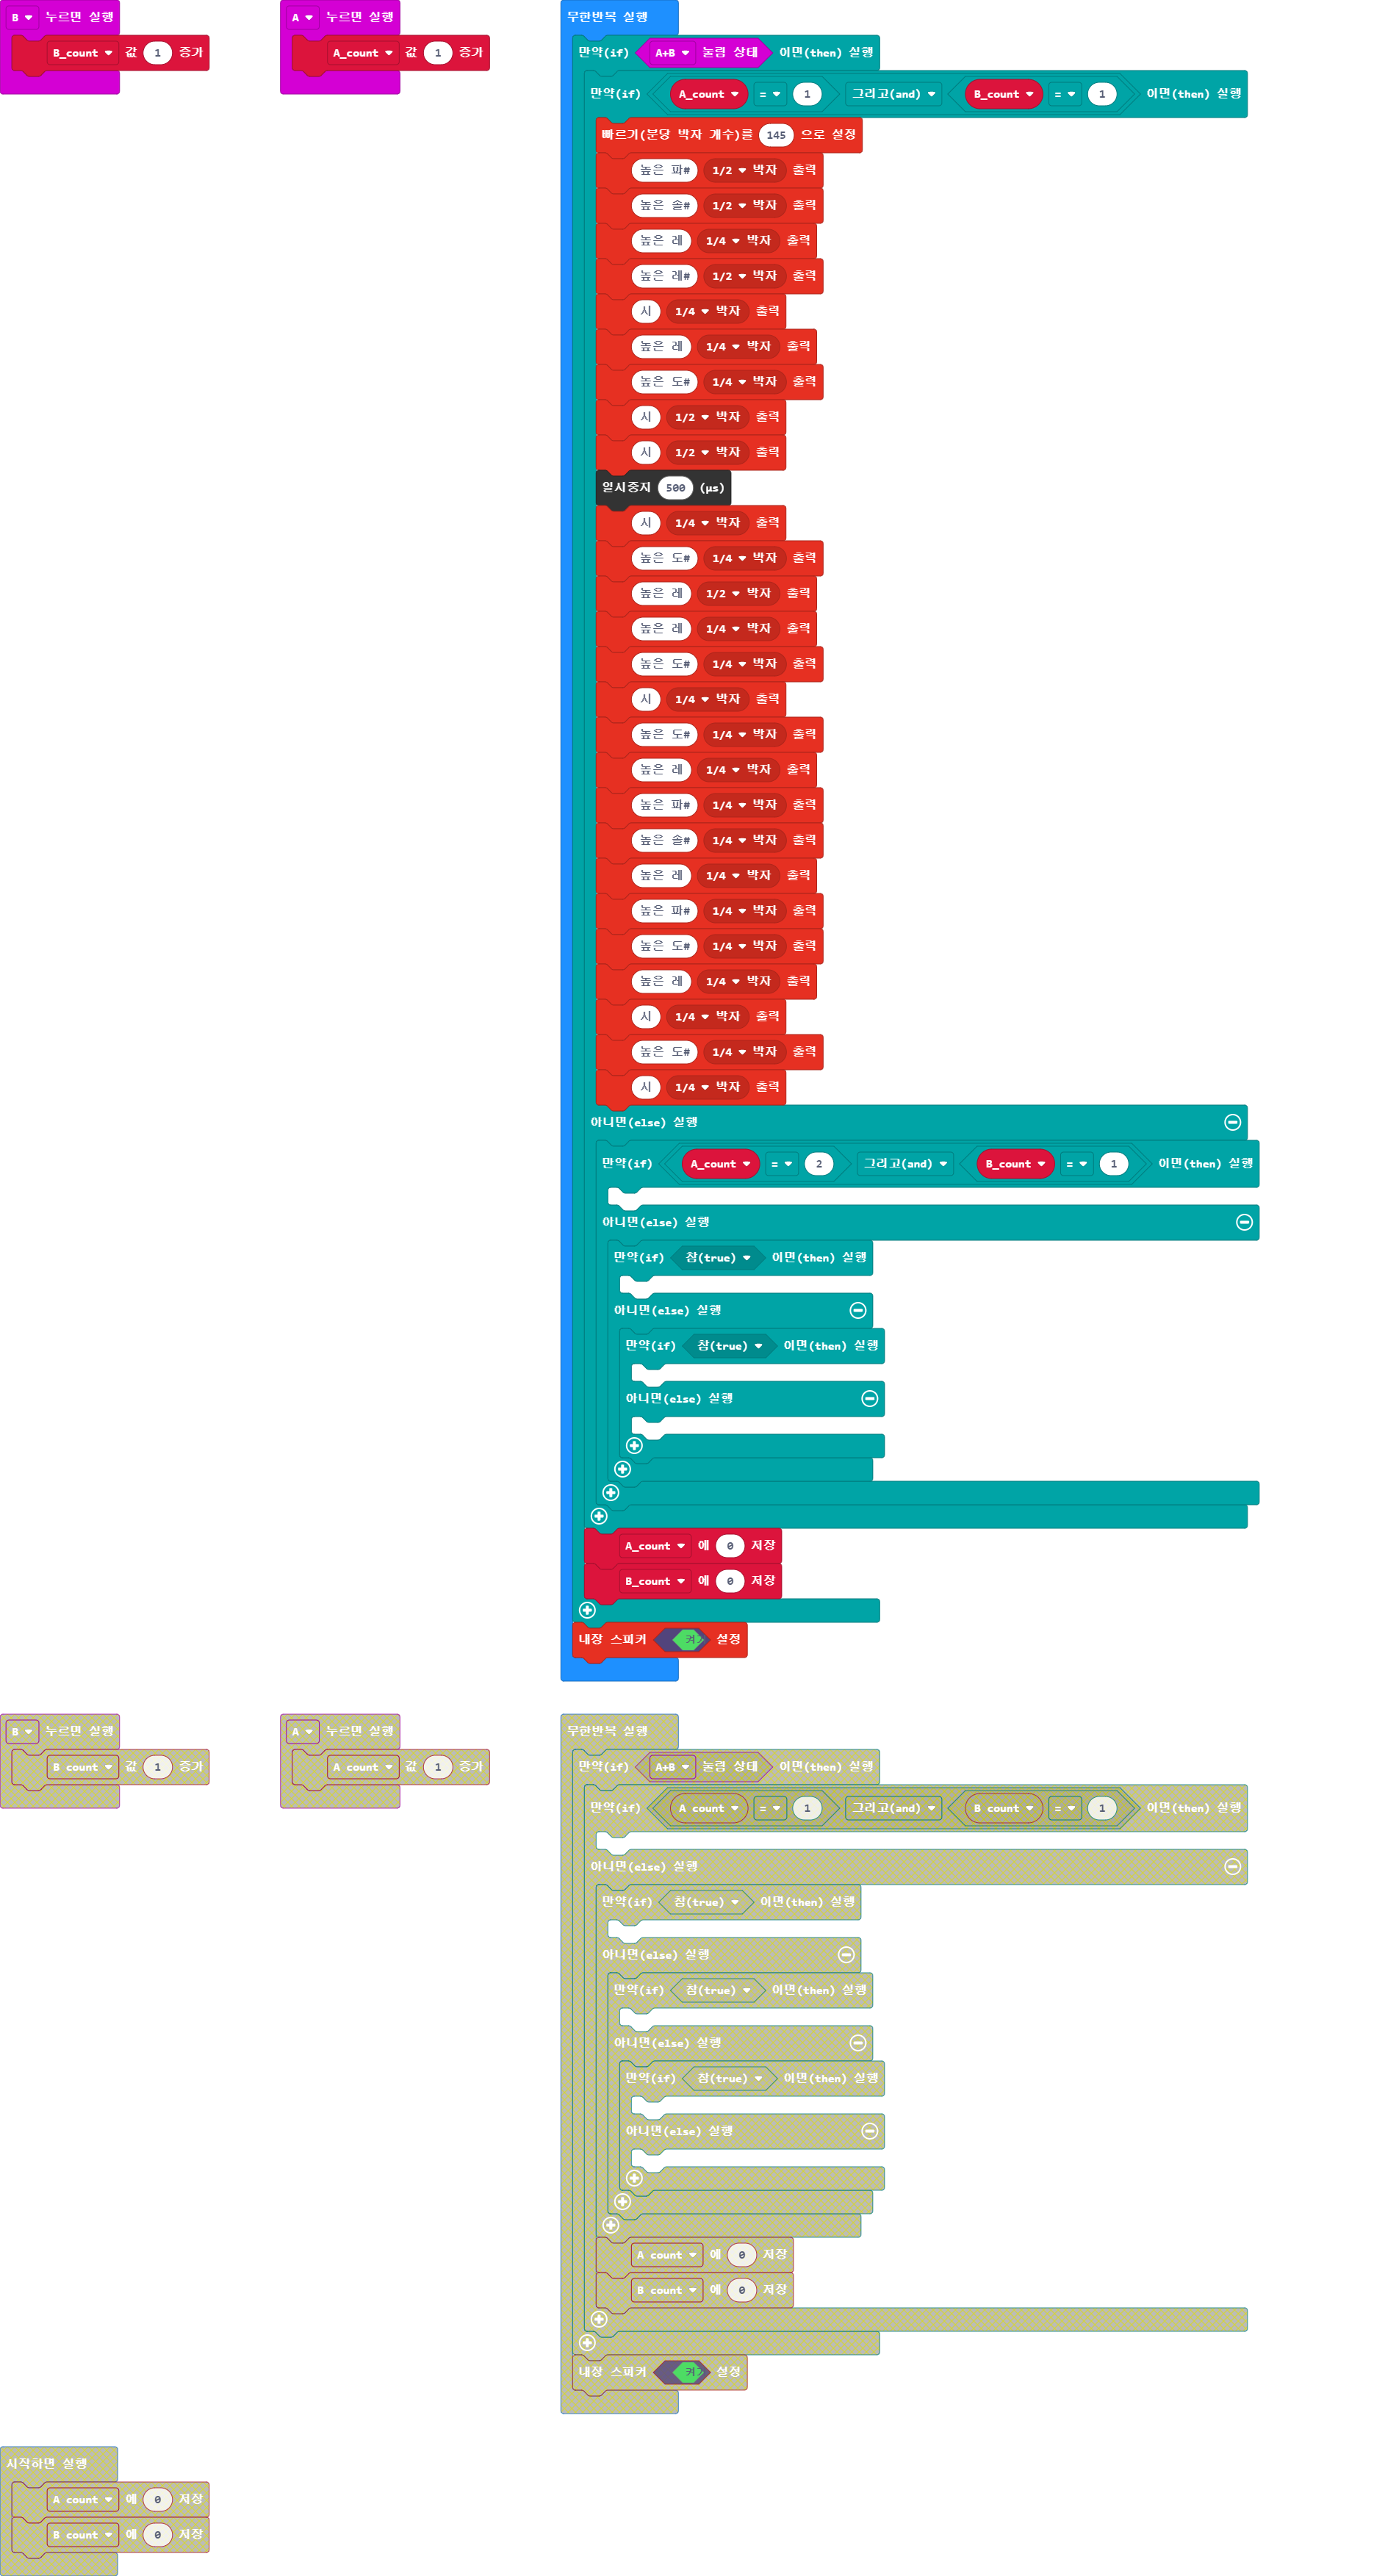 B 누르면 실행
B_count 값 1 증가
A 누르면 실행
A_count 값 1 증가
무한반복 실행
만약(if) A+B 눌림 상태 이면(then) 실행
만약(if) A_count = 1 그리고(and) B_count = 1 이면(then) 실행
빠르기(분당 박자 개수)를 145 으로 설정
높은 파# 1/2 박자 출력
높은 솔# 1/2 박자 출력
높은 레 1/4 박자 출력
높은 레# 1/2 박자 출력
시 1/4 박자 출력
높은 레 1/4 박자 출력
높은 도# 1/4 박자 출력
시 1/2 박자 출력
시 1/2 박자 출력
일시중지 500 (µs)
시 1/4 박자 출력
높은 도# 1/4 박자 출력
높은 레 1/2 박자 출력
높은 레 1/4 박자 출력
높은 도# 1/4 박자 출력
시 1/4 박자 출력
높은 도# 1/4 박자 출력
높은 레 1/4 박자 출력
높은 파# 1/4 박자 출력
높은 솔# 1/4 박자 출력
높은 레 1/4 박자 출력
높은 파# 1/4 박자 출력
높은 도# 1/4 박자 출력
높은 레 1/4 박자 출력
시 1/4 박자 출력
높은 도# 1/4 박자 출력
시 1/4 박자 출력
아니면(else) 실행
만약(if) A_count = 2 그리고(and) B_count = 1 이면(then) 실행
아니면(else) 실행
만약(if) 참(true) 이면(then) 실행
아니면(else) 실행
만약(if) 참(true) 이면(then) 실행
아니면(else) 실행
A_count 에 0 저장
B_count 에 0 저장
내장 스피커 켜기 설정
B 누르면 실행
B count 값 1 증가
A 누르면 실행
A count 값 1 증가
무한반복 실행
만약(if) A+B 눌림 상태 이면(then) 실행
만약(if) A count = 1 그리고(and) B count = 1 이면(then) 실행
아니면(else) 실행
만약(if) 참(true) 이면(then) 실행
아니면(else) 실행
만약(if) 참(true) 이면(then) 실행
아니면(else) 실행
만약(if) 참(true) 이면(then) 실행
아니면(else) 실행
A count 에 0 저장
B count 에 0 저장
내장 스피커 켜기 설정
시작하면 실행
A count 에 0 저장
B count 에 0 저장